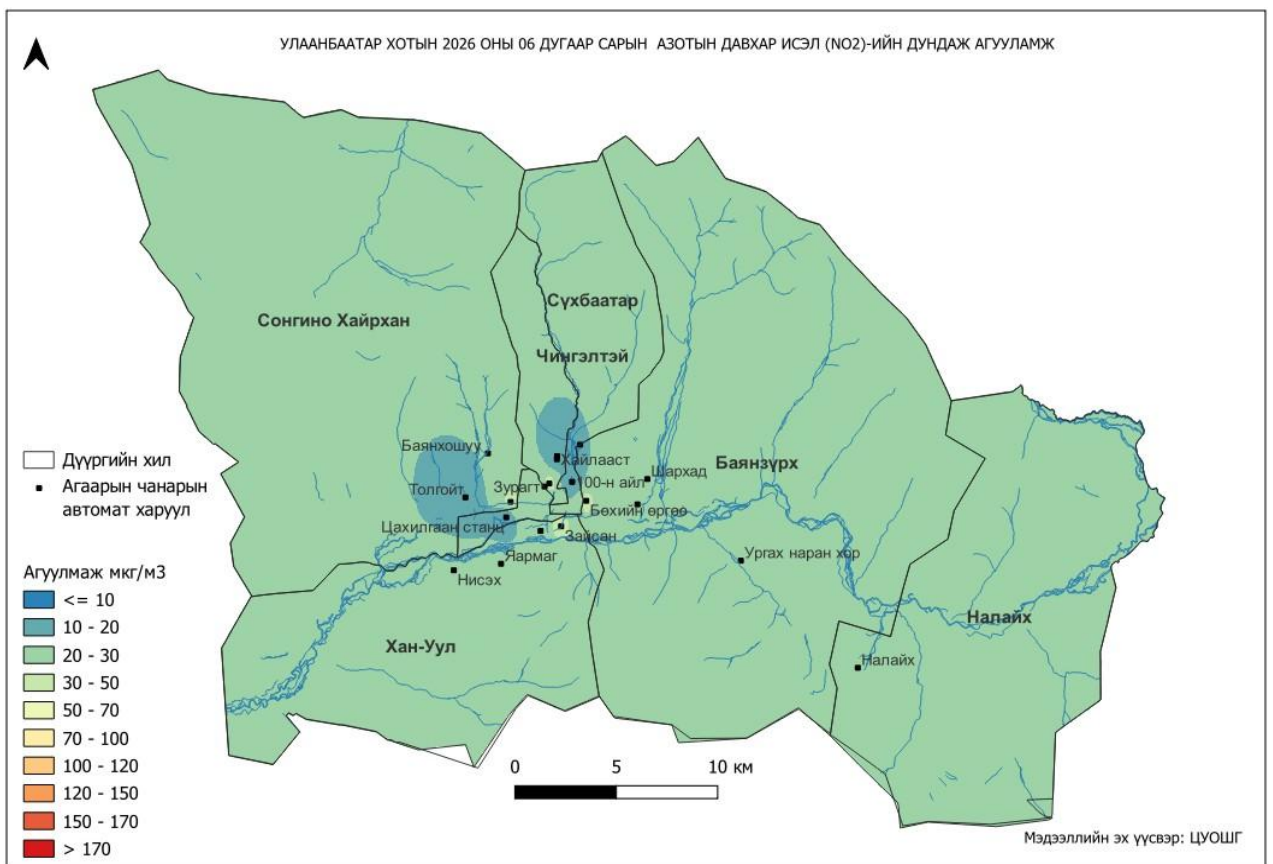 УЛААНБААТАР ХОТЫН 2026 ОНЫ 06 ДУГААР САРЫН АЗОТЫН ДАВХАР ИСЭЛ (NO2)-ИЙН ДУНДАЖ АГУУЛАМЖ
Сүхбаатар
Сонгино Хайрхан
Чингэлтэй
Баянхошуу
Хайлааст
Шархад
Баянзүрх
Толгойт
Зурагт
100-н айл
Бөхийн өргөө
Цахилгаан станц
Зайсан
Яармаг
Ургах наран хор
Нисэх
Налайх
Хан-Уул
Налайх
Дүүргийн хил
Агаарын чанарын
автомат харуул
Агуулмаж мкг/м3
<= 10
10 - 20
20 - 30
30 - 50
50 - 70
70 - 100
100 - 120
120 - 150
150 - 170
> 170
0 5 10 км
Мэдээллийн эх үүсвэр: ЦУОШГ